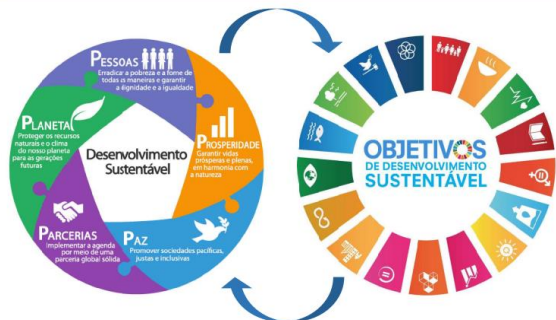 PESSOAS
Erradicar a pobreza e a fome de
todas as maneiras e garantir
a dignidade e a igualdade
PLANETA
Proteger os recursos
naturais e o clima
do nosso planeta
para as gerações
futuras
Desenvolvimento
Sustentável
PROSPERIDADE
Garantir vidas
prósperas e plenas,
em harmonia com
a natureza
PARCERIAS
Implementar a agenda
por meio de uma
parceria global sólida
PAZ
Promover sociedades pacíficas,
justas e inclusivas
OBJETIVOS
DE DESENVOLVIMENTO
SUSTENTÁVEL